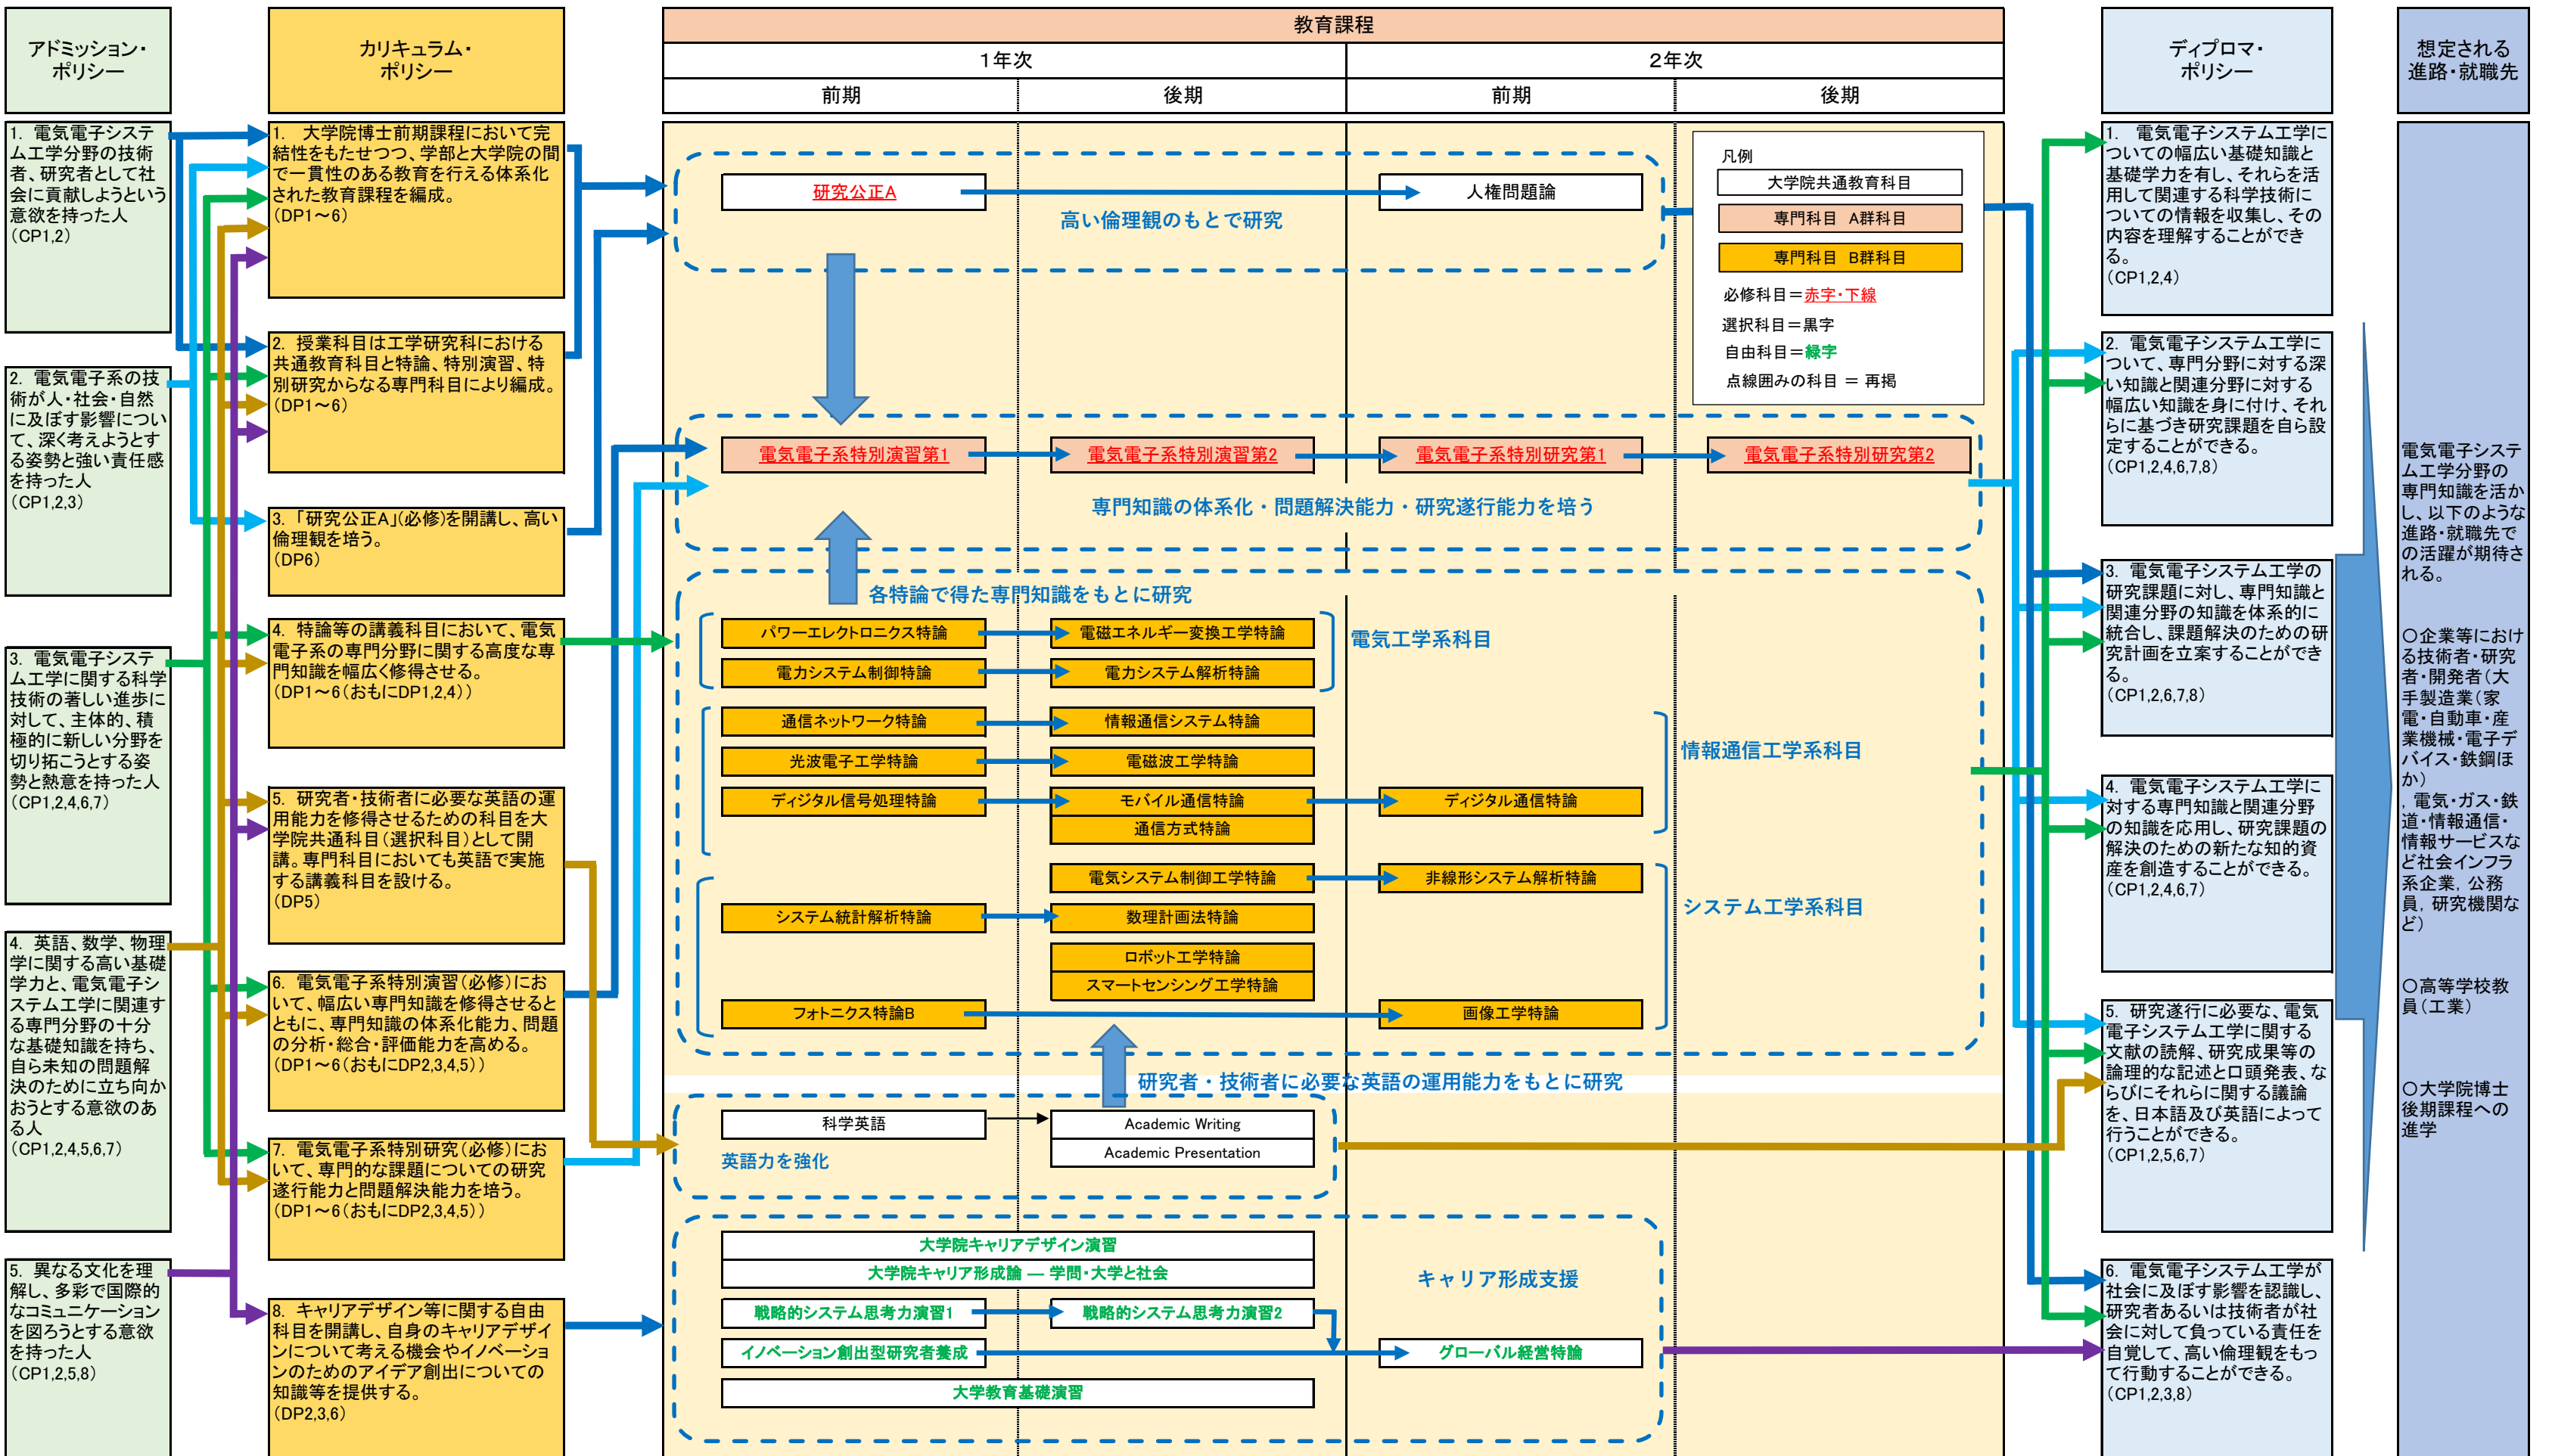 アドミッション・
ポリシー
カリキュラム・
ポリシー
教育課程
1年次
2年次
前期
後期
前期
後期
ディプロマ・
ポリシー
想定される
進路・就職先
1. 電気電子システ
ム工学分野の技術
者、研究者として社
会に貢献しようという
意欲を持った人
（CP1,2）
2. 電気電子系の技
術が人・社会・自然
に及ぼす影響につい
て、深く考えようとす
る姿勢と強い責任感
を持った人
（CP1,2,3）
3. 電気電子システ
ム工学に関する科学
技術の著しい進歩に
対して、主体的、積
極的に新しい分野を
切り拓こうとする姿
勢と熱意を持った人
（CP1,2,4,6,7）
4. 英語、数学、物理
学に関する高い基礎
学力と、電気電子シ
ステム工学に関連す
る専門分野の十分
な基礎知識を持ち、
自ら未知の問題解
決のために立ち向か
おうとする意欲のあ
る人
（CP1,2,4,5,6,7）
5. 異なる文化を理
解し、多彩で国際的
なコミュニケーション
を図ろうとする意欲
を持った人
（CP1,2,5,8）
1. 大学院博士前期課程において完
結性をもたせつつ、学部と大学院の間
で一貫性のある教育を行える体系化
された教育課程を編成。
（DP1～6）
2. 授業科目は工学研究科における
共通教育科目と特論、特別演習、特
別研究からなる専門科目により編成。
（DP1～6）
3. 「研究公正A」（必修）を開講し、高い
倫理観を培う。
（DP6）
4. 特論等の講義科目において、電気
電子系の専門分野に関する高度な専
門知識を幅広く修得させる。
（DP1～6（おもにDP1,2,4））
5. 研究者・技術者に必要な英語の運
用能力を修得させるための科目を大
学院共通科目（選択科目）として開
講。専門科目においても英語で実施
する講義科目を設ける。
（DP5）
6. 電気電子系特別演習（必修）にお
いて、幅広い専門知識を修得させると
ともに、専門知識の体系化能力、問題
の分析・総合・評価能力を高める。
（DP1～6（おもにDP2,3,4,5））
7. 電気電子系特別研究（必修）にお
いて、専門的な課題についての研究
遂行能力と問題解決能力を培う。
（DP1～6（おもにDP2,3,4,5））
8. キャリアデザイン等に関する自由
科目を開講し、自身のキャリアデザイ
ンについて考える機会やイノベーショ
ンのためのアイデア創出についての
知識等を提供する。
（DP2,3,6）
研究公正A
人権問題論
高い倫理観のもとで研究
凡例
大学院共通教育科目
専門科目 A群科目
専門科目 B群科目
必修科目＝赤字・下線
選択科目＝黒字
自由科目＝緑字
点線囲みの科目 ＝ 再掲
電気電子系特別演習第1
電気電子系特別演習第2
電気電子系特別研究第1
電気電子系特別研究第2
専門知識の体系化・問題解決能力・研究遂行能力を培う
各特論で得た専門知識をもとに研究
パワーエレクトロニクス特論
電磁エネルギー変換工学特論
電気工学系科目
電力システム制御特論
電力システム解析特論
通信ネットワーク特論
情報通信システム特論
情報通信工学系科目
光波電子工学特論
電磁波工学特論
ディジタル信号処理特論
モバイル通信特論
ディジタル通信特論
通信方式特論
電気システム制御工学特論
非線形システム解析特論
システム工学系科目
システム統計解析特論
数理計画法特論
ロボット工学特論
スマートセンシング工学特論
フォトニクス特論B
画像工学特論
研究者・技術者に必要な英語の運用能力をもとに研究
科学英語
Academic Writing
Academic Presentation
英語力を強化
大学院キャリアデザイン演習
大学院キャリア形成論 ― 学問・大学と社会
キャリア形成支援
戦略的システム思考力演習1
戦略的システム思考力演習2
イノベーション創出型研究者養成
グローバル経営特論
大学教育基礎演習
1. 電気電子システム工学に
ついての幅広い基礎知識と
基礎学力を有し、それらを活
用して関連する科学技術に
ついての情報を収集し、その
内容を理解することができ
る。
（CP1,2,4）
2. 電気電子システム工学に
ついて、専門分野に対する深
い知識と関連分野に対する
幅広い知識を身に付け、それ
らに基づき研究課題を自ら設
定することができる。
（CP1,2,4,6,7,8）
3. 電気電子システム工学の
研究課題に対し、専門知識と
関連分野の知識を体系的に
統合し、課題解決のための研
究計画を立案することができ
る。
（CP1,2,6,7,8）
4. 電気電子システム工学に
対する専門知識と関連分野
の知識を応用し、研究課題の
解決のための新たな知的資
産を創造することができる。
（CP1,2,4,6,7）
5. 研究遂行に必要な、電気
電子システム工学に関する
文献の読解、研究成果等の
論理的な記述と口頭発表、な
らびにそれらに関する議論
を、日本語及び英語によって
行うことができる。
（CP1,2,5,6,7）
6. 電気電子システム工学が
社会に及ぼす影響を認識し、
研究者あるいは技術者が社
会に対して負っている責任を
自覚して、高い倫理観をもっ
て行動することができる。
（CP1,2,3,8）
電気電子システ
ム工学分野の
専門知識を活か
し、以下のような
進路・就職先で
の活躍が期待さ
れる。
○企業等におけ
る技術者・研究
者・開発者（大
手製造業（家
電・自動車・産
業機械・電子デ
バイス・鉄鋼ほ
か）
, 電気・ガス・鉄
道・情報通信・
情報サービスな
ど社会インフラ
系企業, 公務
員, 研究機関な
ど）
○高等学校教
員（工業）
○大学院博士
後期課程への
進学